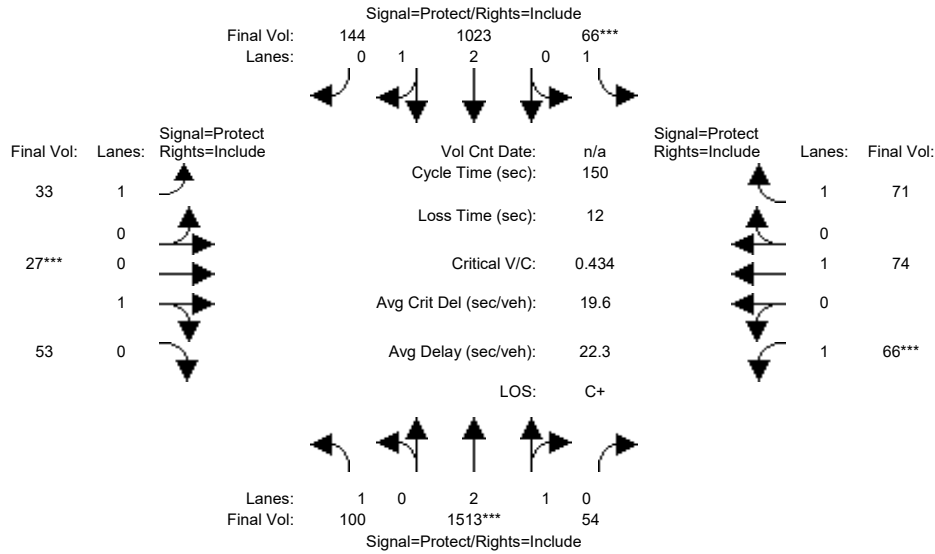 Signal=Protect/Rights=Include
Final Vol: 144 1023 66***
Lanes: 0 1 2 0 1
Signal=Protect Signal=Protect
Final Vol: Lanes: Rights=Include Vol Cnt Date: n/a Rights=Include Lanes: Final Vol:
Cycle Time (sec): 150
33 1 1 71
Loss Time (sec): 12
0 0
27*** 0 Critical V/C: 0.434 1 74
1 Avg Crit Del (sec/veh): 19.6 0
53 0 Avg Delay (sec/veh): 22.3 1 66***
LOS: C+
Lanes: 1 0 2 1 0
Final Vol: 100 1513*** 54
Signal=Protect/Rights=Include